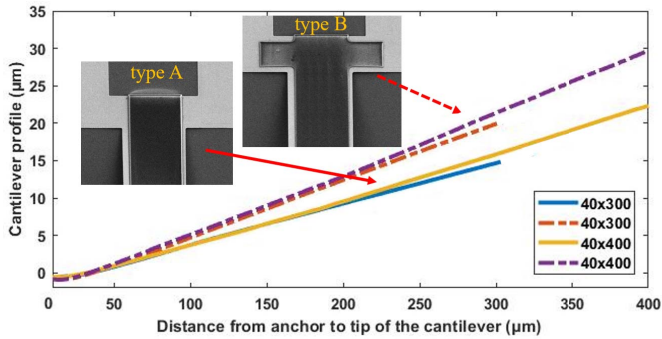 35
30
25
20
15
10
5
0
Cantilever profile (μm)
type A
type B
40x300
40x300
40x400
40x400
0
50
100
150
200
250
300
350
400
Distance from anchor to tip of the cantilever (μm)